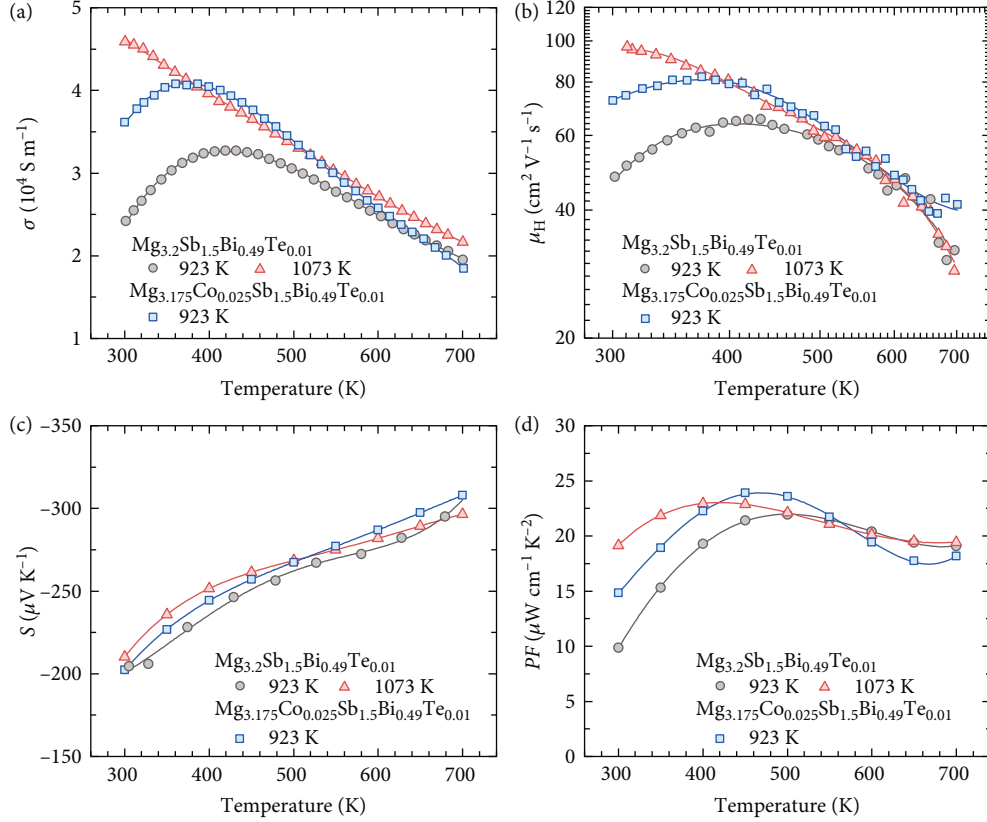 (a)
5
4
3
2
1
σ (10⁴ S m⁻¹)
Mg₃.₂Sb₁.₅Bi₀.₄₉Te₀.₀₁
923 K 1073 K
Mg₃.₁₇₅Co₀.₀₂₅Sb₁.₅Bi₀.₄₉Te₀.₀₁
923 K
300 400 500 600 700
Temperature (K)
(b)
120
100
80
60
40
20
μH (cm² V⁻¹ s⁻¹)
Mg₃.₂Sb₁.₅Bi₀.₄₉Te₀.₀₁
923 K 1073 K
Mg₃.₁₇₅Co₀.₀₂₅Sb₁.₅Bi₀.₄₉Te₀.₀₁
923 K
300 400 500 600 700
Temperature (K)
(c)
−350
−300
−250
−200
−150
S (μV K⁻¹)
Mg₃.₂Sb₁.₅Bi₀.₄₉Te₀.₀₁
923 K 1073 K
Mg₃.₁₇₅Co₀.₀₂₅Sb₁.₅Bi₀.₄₉Te₀.₀₁
923 K
300 400 500 600 700
Temperature (K)
(d)
30
25
20
15
10
5
0
PF (μW cm⁻¹ K⁻²)
Mg₃.₂Sb₁.₅Bi₀.₄₉Te₀.₀₁
923 K 1073 K
Mg₃.₁₇₅Co₀.₀₂₅Sb₁.₅Bi₀.₄₉Te₀.₀₁
923 K
300 400 500 600 700
Temperature (K)